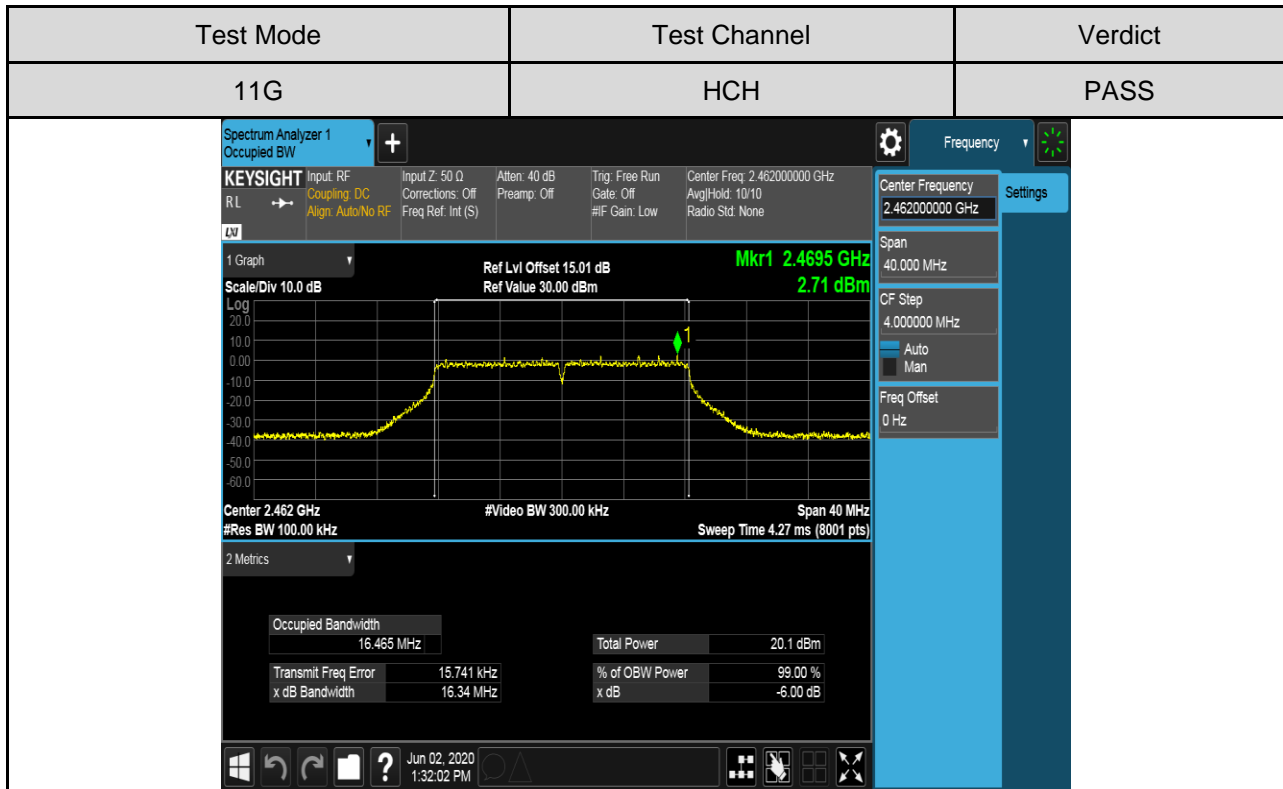 Test Mode Test Channel Verdict
11G HCH PASS
Spectrum Analyzer 1
Occupied BW
+
Frequency
KEYSIGHT
RL
LXI
Input: RF
Coupling: DC
Align: Auto/No RF
Input Z: 50 Ω
Corrections: Off
Freq Ref: Int (S)
Atten: 40 dB
Preamp: Off
Trig: Free Run
Gate: Off
#IF Gain: Low
Center Freq: 2.462000000 GHz
Avg|Hold: 10/10
Radio Std: None
Center Frequency
2.462000000 GHz
Settings
Span
40.000 MHz
CF Step
4.000000 MHz
Auto
Man
Freq Offset
0 Hz
1 Graph
Scale/Div 10.0 dB
Ref Lvl Offset 15.01 dB
Ref Value 30.00 dBm
Mkr1 2.4695 GHz
2.71 dBm
Log
20.0
10.0
0.00
-10.0
-20.0
-30.0
-40.0
-50.0
-60.0
1
Center 2.462 GHz #Video BW 300.00 kHz Span 40 MHz
#Res BW 100.00 kHz Sweep Time 4.27 ms (8001 pts)
2 Metrics
Occupied Bandwidth
16.465 MHz
Total Power 20.1 dBm
Transmit Freq Error 15.741 kHz
% of OBW Power 99.00 %
x dB Bandwidth 16.34 MHz
x dB -6.00 dB
?
Jun 02, 2020
1:32:02 PM